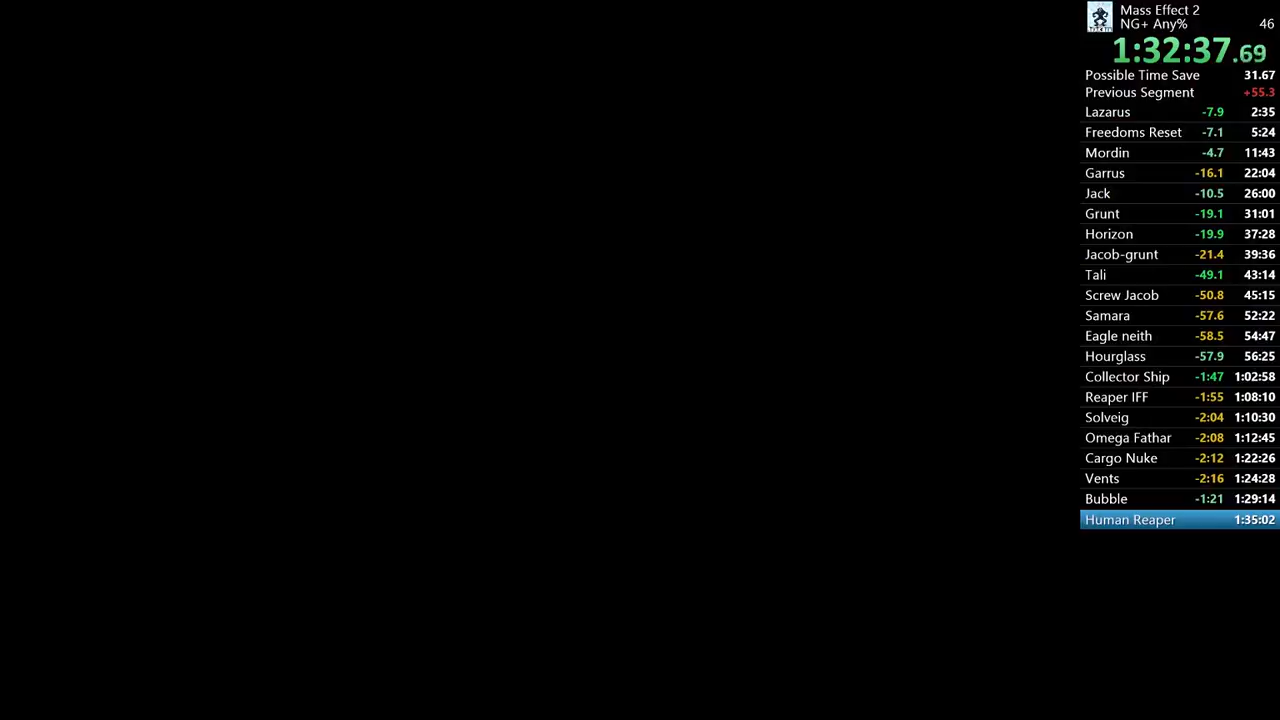 Mass Effect 2
NG+ Any% 46
1:32:37.69
Possible Time Save 31.67
Previous Segment +55.3
Lazarus -7.9 2:35
Freedoms Reset -7.1 5:24
Mordin -4.7 11:43
Garrus -16.1 22:04
Jack -10.5 26:00
Grunt -19.1 31:01
Horizon -19.9 37:28
Jacob-grunt -21.4 39:36
Tali -49.1 43:14
Screw Jacob -50.8 45:15
Samara -57.6 52:22
Eagle neith -58.5 54:47
Hourglass -57.9 56:25
Collector Ship -1:47 1:02:58
Reaper IFF -1:55 1:08:10
Solveig -2:04 1:10:30
Omega Fathar -2:08 1:12:45
Cargo Nuke -2:12 1:22:26
Vents -2:16 1:24:28
Bubble -1:21 1:29:14
Human Reaper 1:35:02